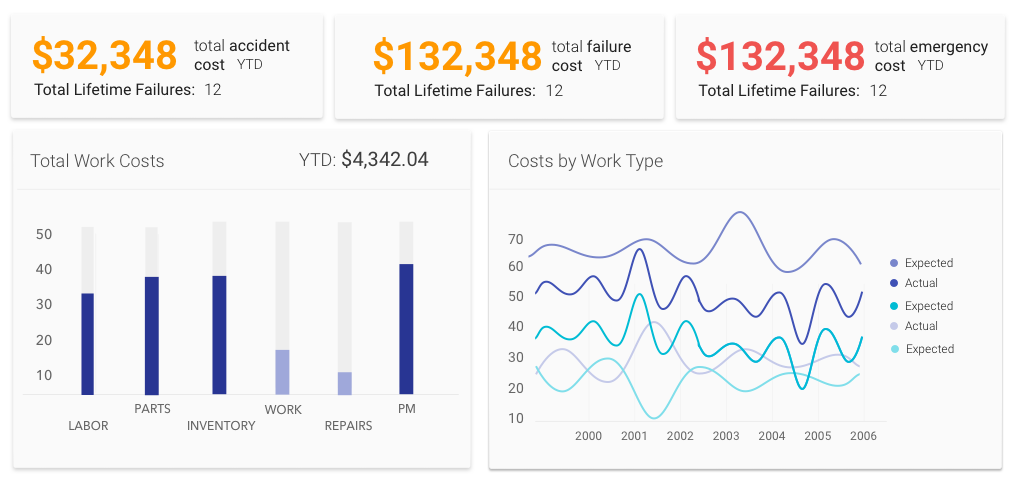 $32,348 total accident cost YTD
Total Lifetime Failures: 12
$132,348 total failure cost YTD
Total Lifetime Failures: 12
$132,348 total emergency cost YTD
Total Lifetime Failures: 12
Total Work Costs YTD: $4,342.04
50
40
30
20
10
PARTS WORK PM
LABOR INVENTORY REPAIRS
Costs by Work Type
70
60
50
40
30
20
10
2000 2001 2002 2003 2004 2005 2006
Expected
Actual
Expected
Actual
Expected